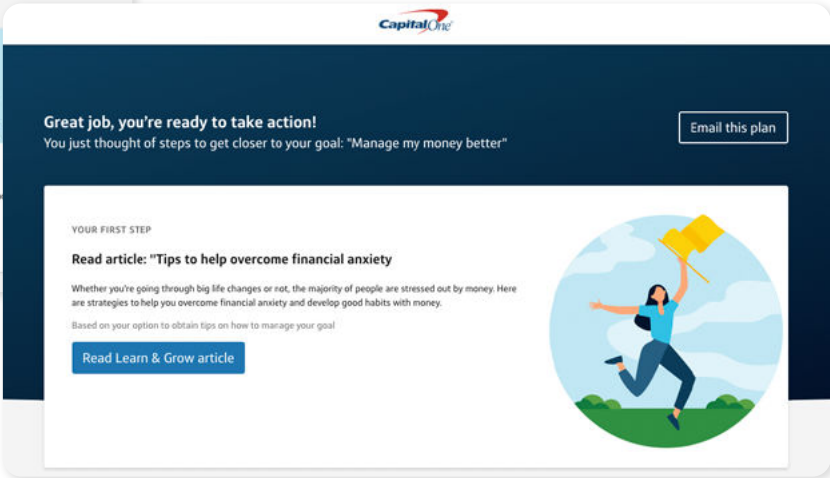 CapitalOne
Great job, you're ready to take action!
You just thought of steps to get closer to your goal: "Manage my money better"
Email this plan
YOUR FIRST STEP
Read article: "Tips to help overcome financial anxiety
Whether you're going through big life changes or not, the majority of people are stressed out by money. Here
are strategies to help you overcome financial anxiety and develop good habits with money.
Based on your option to obtain tips on how to manage your goal
Read Learn & Grow article